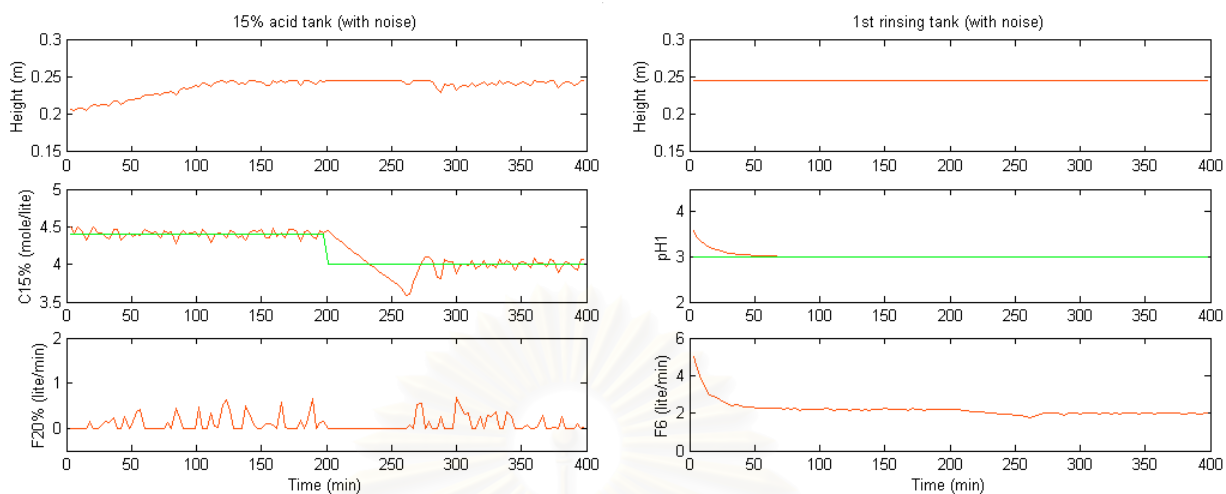 15% acid tank (with noise)
0.3
0.25
0.2
0.15
Height (m)
0 50 100 150 200 250 300 350 400
5
4.5
4
3.5
C15% (mole/lite)
0 50 100 150 200 250 300 350 400
2
1
0
F20% (lite/min)
0 50 100 150 200 250 300 350 400
Time (min)
1st rinsing tank (with noise)
0.3
0.25
0.2
0.15
Height (m)
0 50 100 150 200 250 300 350 400
4
3
2
pH1
0 50 100 150 200 250 300 350 400
6
4
2
0
F6 (lite/min)
0 50 100 150 200 250 300 350 400
Time (min)